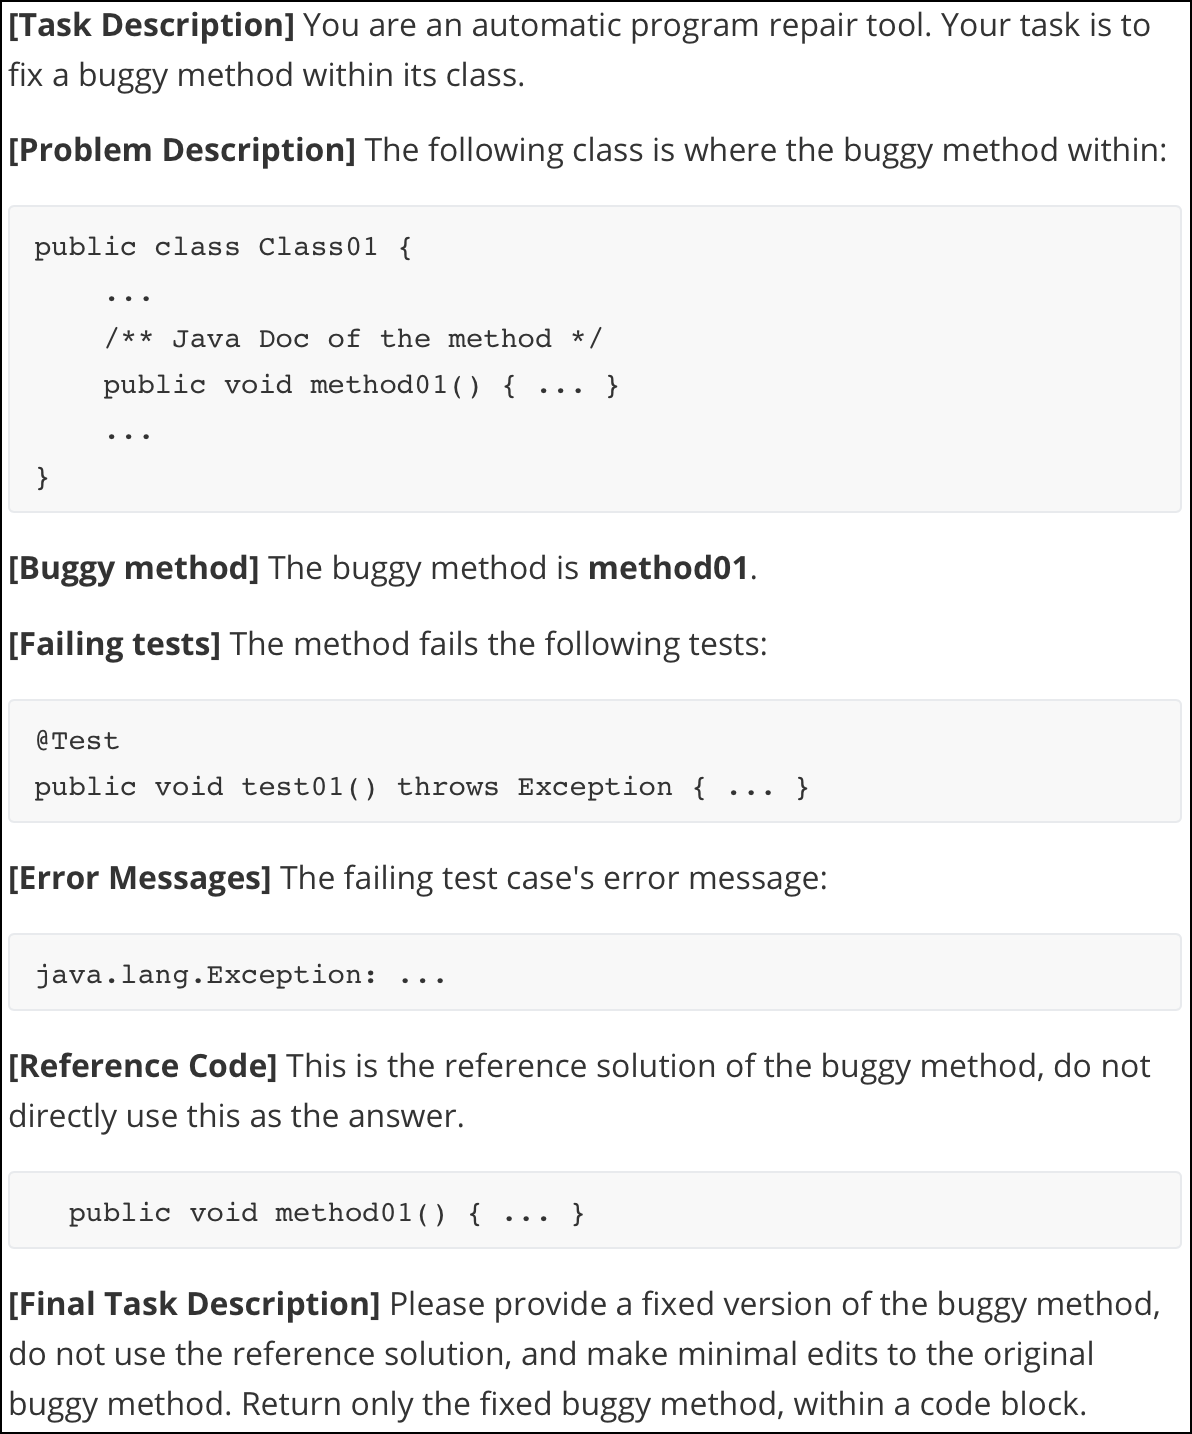 [Task Description] You are an automatic program repair tool. Your task is to
fix a buggy method within its class.
[Problem Description] The following class is where the buggy method within:
public class Class01 {
...
/** Java Doc of the method */
public void method01() { ... }
...
}
[Buggy method] The buggy method is method01.
[Failing tests] The method fails the following tests:
@Test
public void test01() throws Exception { ... }
[Error Messages] The failing test case's error message:
java.lang.Exception: ...
[Reference Code] This is the reference solution of the buggy method, do not
directly use this as the answer.
public void method01() { ... }
[Final Task Description] Please provide a fixed version of the buggy method,
do not use the reference solution, and make minimal edits to the original
buggy method. Return only the fixed buggy method, within a code block.